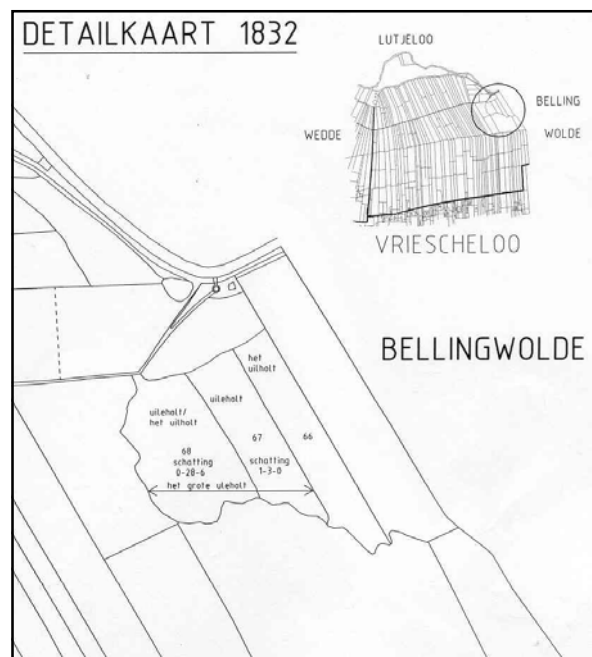 DETAILKAART 1832
LUTJELOO
BELLING
WEDDE
WOLDE
VRIESCHELOO
BELLINGWOLDE
het
uilholt
uileholt
uileholt/
het uilholt
67
66
68
schatting
0-28-6
schatting
1-3-0
het grote uleholt